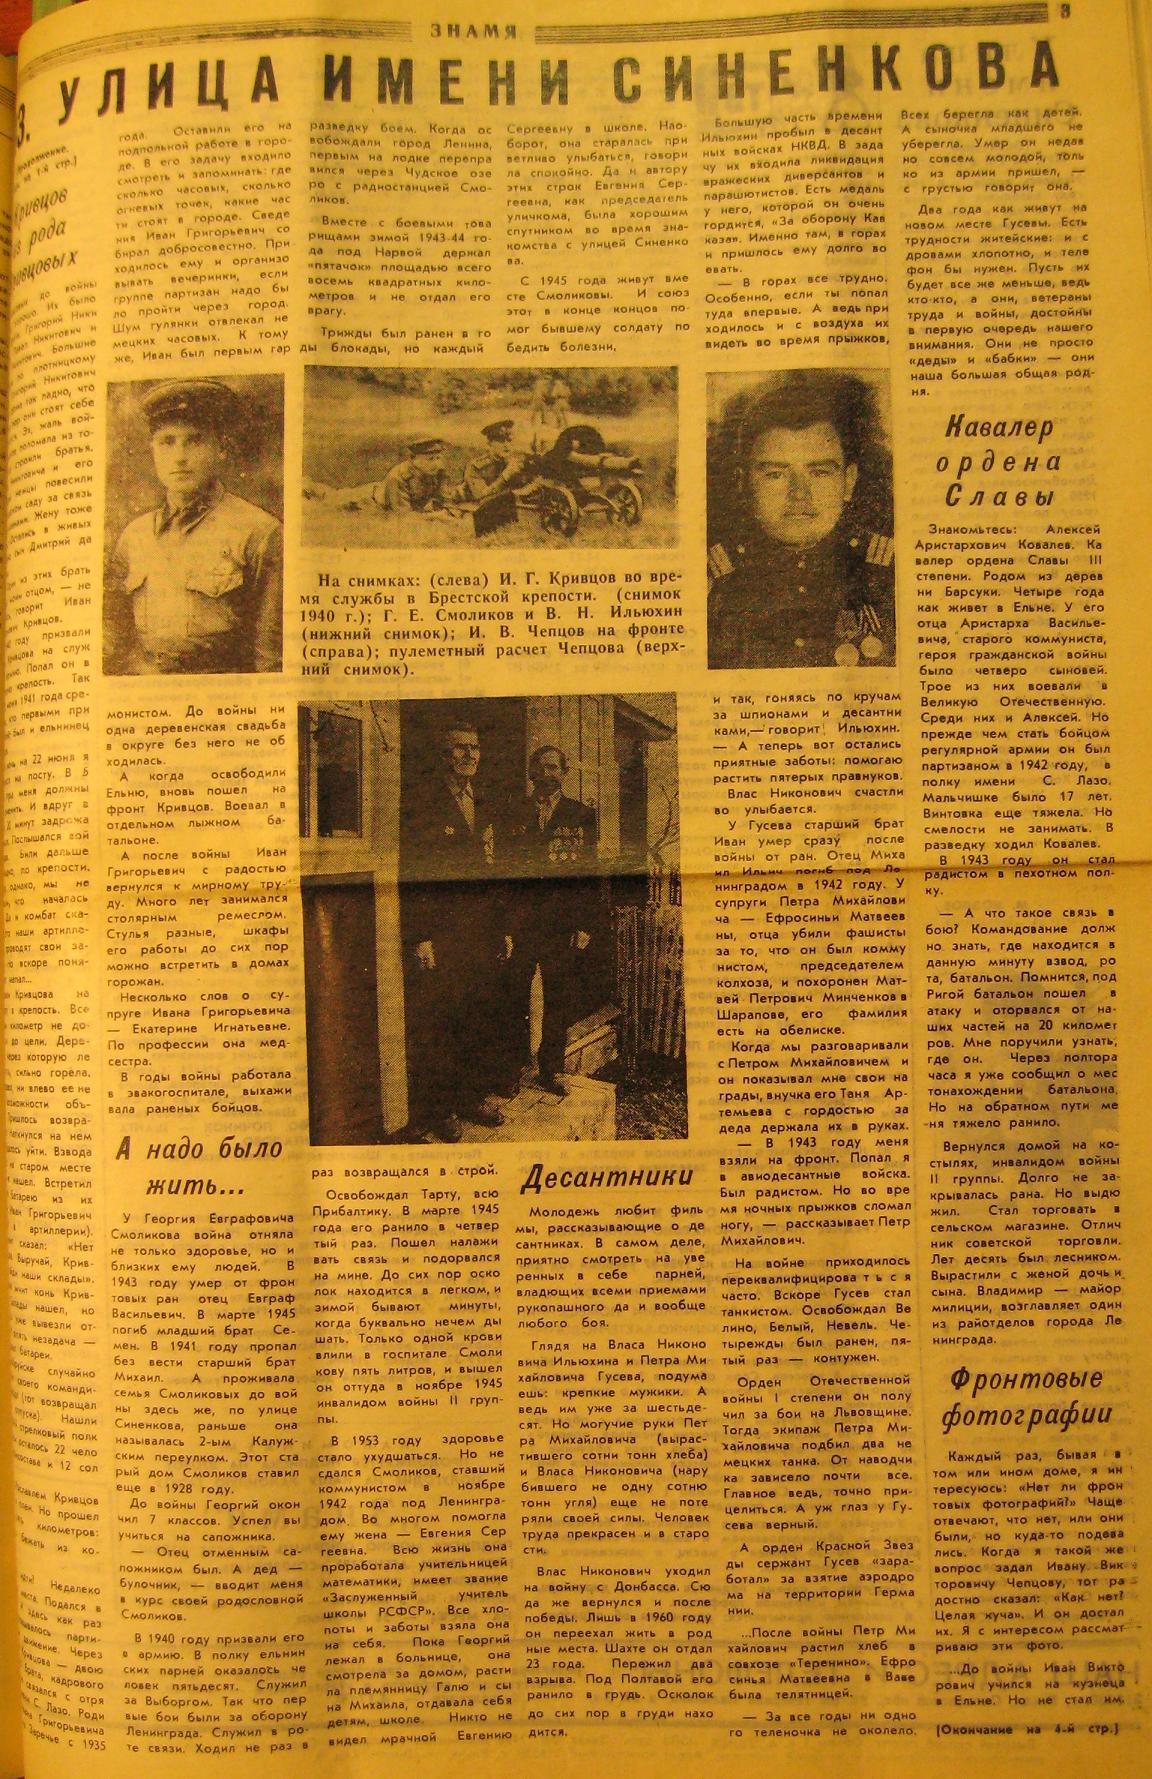 ЗНАМЯ
3
3. УЛИЦА ИМЕНИ СИНЕНКОВА
Кривцов
из рода
года. Оставили его на
подпольной работе в горо-
де. В его задачу входило
смотреть и запоминать: где
сколько часовых, сколько
огневых точек, какие час
ти стоят в городе. Сведе
ния Иван Григорьевич со
бирал добросовестно. При
ходилось ему и организо
вывать вечеринки, если
группе партизан надо бы
ло пройти через город.
Шум гулянки отвлекал не
мецких часовых. К тому
же, Иван был первым гар
монистом. До войны ни
одна деревенская свадьба
в округе без него не об
ходилась.
А когда освободили
Ельню, вновь пошел на
фронт Кривцов. Воевал в
отдельном лыжном ба-
тальоне.
А после войны Иван
Григорьевич с радостью
вернулся к мирному тру-
ду. Много лет занимался
столярным ремеслом.
Стулья разные, шкафы
его работы до сих пор
можно встретить в домах
горожан.
Несколько слов о су-
пруге Ивана Григорьевича
— Екатерине Игнатьевне.
По профессии она мед-
сестра.
В годы войны работала
в эвакогоспитале, выхажи
вала раненых бойцов.
А надо было
жить...
У Георгия Евграфовича
Смоликова война отняла
не только здоровье, но и
близких ему людей. В
1943 году умер от фрон
товых ран отец Евграф
Васильевич. В марте 1945
погиб младший брат Се-
мен. В 1941 году пропал
без вести старший брат
Михаил. А проживала
семья Смоликовых до вой
ны здесь же, по улице
Синенкова, раньше она
называлась 2-ым Калуж-
ским переулком. Этот ста
рый дом Смоликов ставил
еще в 1928 году.
До войны Георгий окон
чил 7 классов. Успел вы
учиться на сапожника.
— Отец отменным са-
пожником был. А дед —
булочник, — вводит меня
в курс своей родословной
Смоликов.
В 1940 году призвали его
в армию. В полку ельнин
ских парней оказалось че
ловек пятьдесят. Служил
за Выборгом. Так что пер
вые бои были за оборону
Ленинграда. Служил в ро-
те связи. Ходил не раз в
разведку боем. Когда ос
вобождали город Ленина,
первым на лодке перепра
вился через Чудское озе
ро с радиостанцией Смо-
ликов.
Вместе с боевыми това
рищами зимой 1943-44 го-
да под Нарвой держал
«пятачок» площадью всего
восемь квадратных кило-
метров и не отдал его
врагу.
Трижды был ранен в го
ды блокады, но каждый
раз возвращался в строй.
Освобождал Тарту, всю
Прибалтику. В марте 1945
года его ранило в четвер
тый раз. Пошел налажи
вать связь и подорвался
на мине. До сих пор оско
лок находится в легком, и
зимой бывают минуты,
когда буквально нечем ды
шать. Только одной крови
влили в госпитале Смоли
кову пять литров, и вышел
он оттуда в ноябре 1945
инвалидом войны II груп-
пы.
В 1953 году здоровье
стало ухудшаться. Но не
сдался Смоликов, ставший
коммунистом в ноябре
1942 года под Ленингра-
дом. Во многом помогла
ему жена — Евгения Сер
геевна. Всю жизнь она
проработала учительницей
математики, имеет звание
«Заслуженный учитель
школы РСФСР». Все хло-
поты и заботы взяла она
на себя. Пока Георгий
лежал в больнице, она
смотрела за домом, расти
ла племянницу Галю и сы
на Михаила, отдавала себя
детям, школе. Никто не
видел мрачной Евгению
Сергеевну в школе. Нао-
борот, она старалась при
ветливо улыбаться, говори
ла спокойно. Да и автору
этих строк Евгения Сер-
геевна, как председатель
уличкома, была хорошим
спутником во время зна-
комства с улицей Синенко
ва.
С 1945 года живут вме
сте Смоликовы. И союз
этот в конце концов по-
мог бывшему солдату по
бедить болезни.
На снимках: (слева) И. Г. Кривцов во вре-
мя службы в Брестской крепости. (снимок
1940 г.); Г. Е. Смоликов и В. Н. Ильюхин
(нижний снимок); И. В. Чепцов на фронте
(справа); пулеметный расчет Чепцова (верх-
ний снимок).
Десантники
Молодежь любит филь
мы, рассказывающие о де
сантниках. В самом деле,
приятно смотреть на уве
ренных в себе парней,
владющих всеми приемами
рукопашного да и вообще
любого боя.
Глядя на Власа Никоно
вича Ильюхина и Петра Ми-
хайловича Гусева, подума
ешь: крепкие мужики. А
ведь им уже за шестьде-
сят. Но могучие руки Пет
ра Михайловича (вырас-
тившего сотни тонн хлеба)
и Власа Никоновича (нару
бившего не одну сотню
тонн угля) еще не поте
ряли своей силы. Человек
труда прекрасен и в старо
сти.
Влас Никонович уходил
на войну с Донбасса. Сю
да же вернулся и после
победы. Лишь в 1960 году
он переехал жить в род
ные места. Шахте он отдал
23 года. Пережил два
взрыва. Под Полтавой его
ранило в грудь. Осколок
до сих пор в груди нахо
дится.
Большую часть времени
Ильюхин пробыл в десант
ных войсках НКВД. В зада
чу их входила ликвидация
вражеских диверсантов и
парашютистов. Есть медаль
у него, которой он очень
гордится, «За оборону Кав
каза». Именно там, в горах
и пришлось ему долго во
евать.
— В горах все трудно.
Особенно, если ты попал
туда впервые. А ведь при
ходилось и с воздуха их
видеть во время прыжков,
и так, гоняясь по кручам
за шпионами и десантни
ками,— говорит Ильюхин.
— А теперь вот остались
приятные заботы: помогаю
растить пятерых правнуков.
Влас Никонович счастли
во улыбается.
У Гусева старший брат
Иван умер сразу после
войны от ран. Отец Миха
ил Ильич погиб под Ле
нинградом в 1942 году. У
супруги Петра Михайлови
ча — Ефросиньи Матвеев
ны, отца убили фашисты
за то, что он был комму
нистом, председателем
колхоза, и похоронен Мат-
вей Петрович Минченков в
Шарапове, его фамилия
есть на обелиске.
Когда мы разговаривали
с Петром Михайловичем и
он показывал мне свои на
грады, внучка его Таня Ар-
темьева с гордостью за
деда держала их в руках.
— В 1943 году меня
взяли на фронт. Попал я
в авиодесантные войска.
Был радистом. Но во вре
мя ночных прыжков сломал
ногу, — рассказывает Петр
Михайлович.
На войне приходилось
переквалифицирова т ь с я
часто. Вскоре Гусев стал
танкистом. Освобождал Ве
лино, Белый, Невель. Че-
тырежды был ранен, пя-
тый раз — контужен.
Орден Отечественной
войны I степени он полу
чил за бои на Львовщине.
Тогда экипаж Петра Ми-
хайловича подбил два не
мецких танка. От наводчи
ка зависело почти все.
Главное ведь, точно при-
целиться. А уж глаз у Гу-
сева верный.
А орден Красной Звез
ды сержант Гусев «зара-
ботал» за взятие аэродро
ма на территории Герма
нии.
...После войны Петр Ми
хайлович растил хлеб в
совхозе «Теренино». Ефро
синья Матвеевна в Ваве
была телятницей.
— За все годы ни одно
го теленочка не околело.
Всех берегла как детей.
А сыночка младшего не
уберегла. Умер он недав
но совсем молодой, толь
ко из армии пришел, —
с грустью говорит она.
Два года как живут на
новом месте Гусевы. Есть
трудности житейские: и с
дровами хлопотно, и теле
фон бы нужен. Пусть их
будет все же меньше, ведь
кто-кто, а они, ветераны
труда и войны, достойны
в первую очередь нашего
внимания. Они не просто
«деды» и «бабки» — они
наша большая общая род-
ня.
Кавалер
ордена
Славы
Знакомьтесь: Алексей
Аристархович Ковалев. Ка
валер ордена Славы III
степени. Родом из дерев
ни Барсуки. Четыре года
как живет в Ельне. У его
отца Аристарха Василье-
вича, старого коммуниста,
героя гражданской войны
было четверо сыновей.
Трое из них воевали в
Великую Отечественную.
Среди них и Алексей. Но
прежде чем стать бойцом
регулярной армии он был
партизаном в 1942 году, в
полку имени С. Лазо.
Мальчишке было 17 лет.
Винтовка еще тяжела. Но
смелости не занимать. В
разведку ходил Ковалев.
В 1943 году он стал
радистом в пехотном пол-
ку.
— А что такое связь в
бою? Командование долж
но знать, где находится в
данную минуту взвод, ро
та, батальон. Помнится, под
Ригой батальон пошел в
атаку и оторвался от на-
ших частей на 20 километ
ров. Мне поручили узнать,
где он. Через полтора
часа я уже сообщил о мес
тонахождении батальона.
Но на обратном пути ме
ня тяжело ранило.
Вернулся домой на ко-
стылях, инвалидом войны
II группы. Долго не за-
крывалась рана. Но выдю
жил. Стал торговать в
сельском магазине. Отлич
ник советской торговли.
Лет десять был лесником.
Вырастили с женой дочь и
сына. Владимир — майор
милиции, возглавляет один
из райотделов города Ле
нинграда.
Фронтовые
фотографии
Каждый раз, бывая в
том или ином доме, я ин
тересуюсь: «Нет ли фрон
товых фотографий?» Чаще
отвечают, что нет, или они
были, но куда-то подева
лись. Когда я такой же
вопрос задал Ивану Вик
торовичу Чепцову, тот ра
достно сказал: «Как нет?
Целая куча». И он достал
их. Я с интересом рассмат
риваю эти фото.
...До войны Иван Викто
рович учился на кузнеца
в Ельне. Но не стал им.
(Окончание на 4-й стр.)